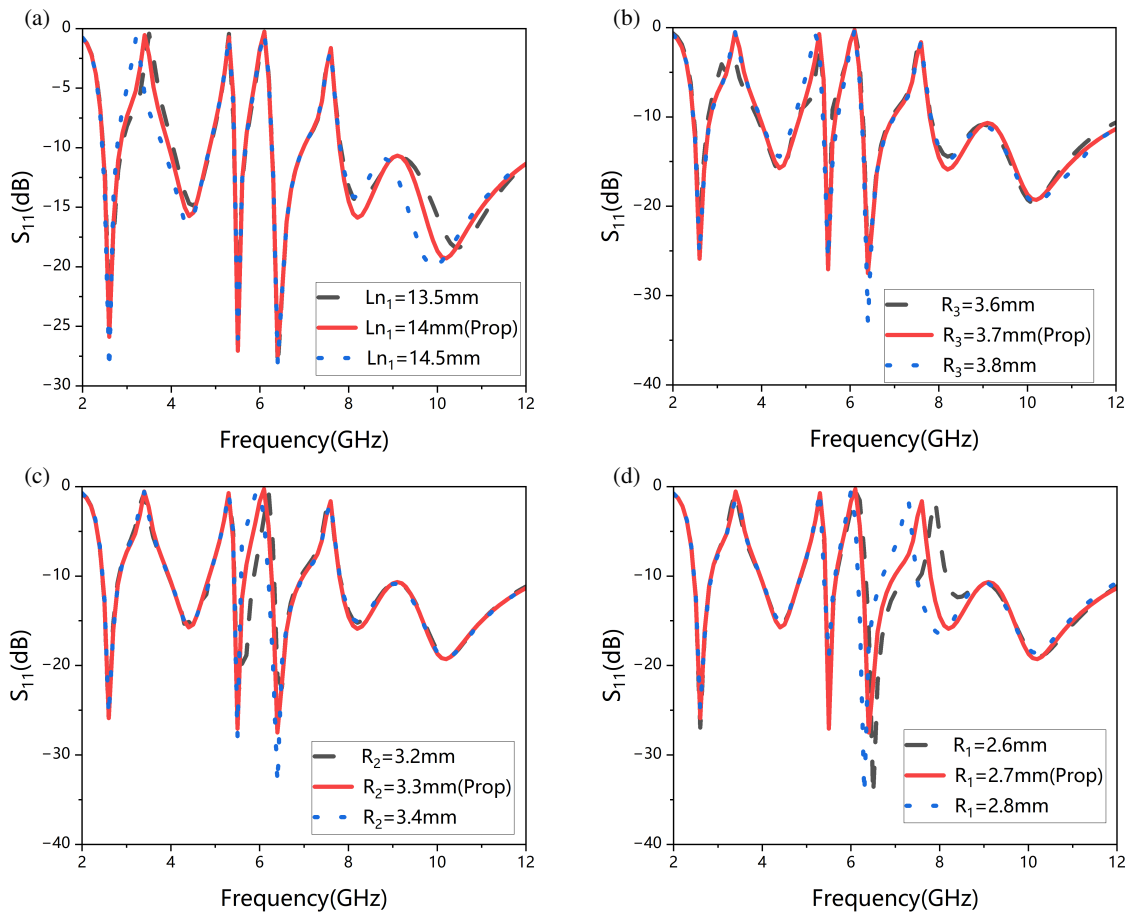 (a)
0
−5
−10
−15
−20
−25
−30
S11(dB)
Ln1=13.5mm
Ln1=14mm(Prop)
Ln1=14.5mm
2 4 6 8 10 12
Frequency(GHz)
(b)
0
−10
−20
−30
−40
S11(dB)
R3=3.6mm
R3=3.7mm(Prop)
R3=3.8mm
2 4 6 8 10 12
Frequency(GHz)
(c)
0
−10
−20
−30
−40
S11(dB)
R2=3.2mm
R2=3.3mm(Prop)
R2=3.4mm
2 4 6 8 10 12
Frequency(GHz)
(d)
0
−10
−20
−30
−40
S11(dB)
R1=2.6mm
R1=2.7mm(Prop)
R1=2.8mm
2 4 6 8 10 12
Frequency(GHz)